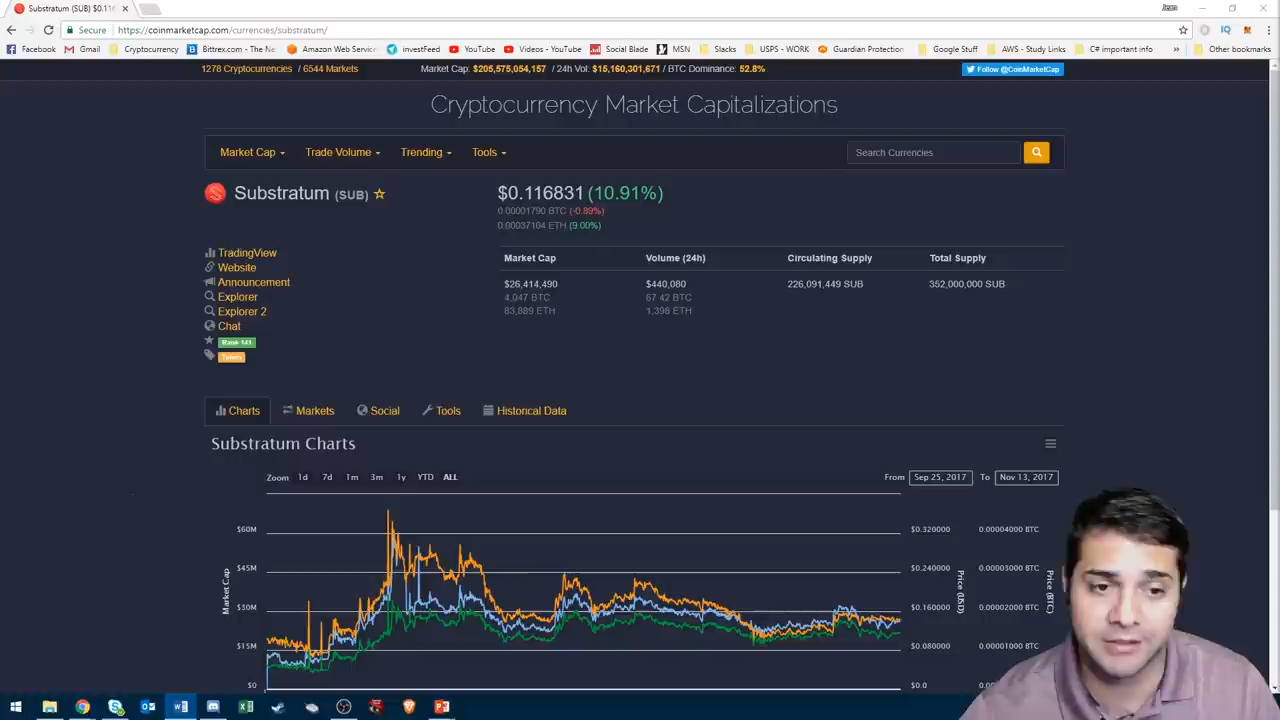 Substratum (SUB) $0.116
Secure
https://coinmarketcap.com/currencies/substratum/
Facebook Gmail Cryptocurrency Bittrex.com - The Ne Amazon Web Servic investFeed YouTube Videos - YouTube Social Blade MSN Slacks USPS - WORK Guardian Protection Google Stuff AWS - Study Links C# important info » Other bookmarks
1278 Cryptocurrencies / 6544 Markets Market Cap: $205,575,054,157 / 24h Vol: $15,160,301,671 / BTC Dominance: 52.8% Follow @CoinMarketCap
Cryptocurrency Market Capitalizations
Market Cap Trade Volume Trending Tools Search Currencies
Substratum (SUB) $0.116831 (10.91%)
0.00001790 BTC (-0.89%)
0.00037104 ETH (9.00%)
TradingView
Website
Announcement
Explorer
Explorer 2
Chat
Rank 141
Token
Market Cap Volume (24h) Circulating Supply Total Supply
$26,414,490 $440,080 226,091,449 SUB 352,000,000 SUB
4,047 BTC 67.42 BTC
83,889 ETH 1,398 ETH
Charts Markets Social Tools Historical Data
Substratum Charts
Zoom 1d 7d 1m 3m 1y YTD ALL From Sep 25, 2017 To Nov 13, 2017
$60M $0.320000 0.00004000 BTC
$45M $0.240000 0.00003000 BTC
$30M $0.160000 0.00002000 BTC
$15M $0.080000 0.00001000 BTC
$0 $0.0
Market Cap
Price (USD)
Price (BTC)